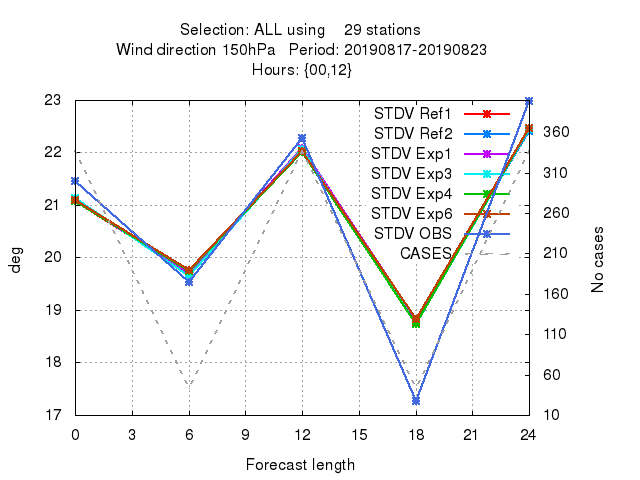 Selection: ALL using 29 stations
Wind direction 150hPa Period: 20190817-20190823
Hours: {00,12}
23
22
21
20
19
18
17
deg
0
3
6
9
12
15
18
21
24
Forecast length
360
310
260
210
160
110
60
10
No cases
STDV Ref1
STDV Ref2
STDV Exp1
STDV Exp3
STDV Exp4
STDV Exp6
STDV OBS
CASES